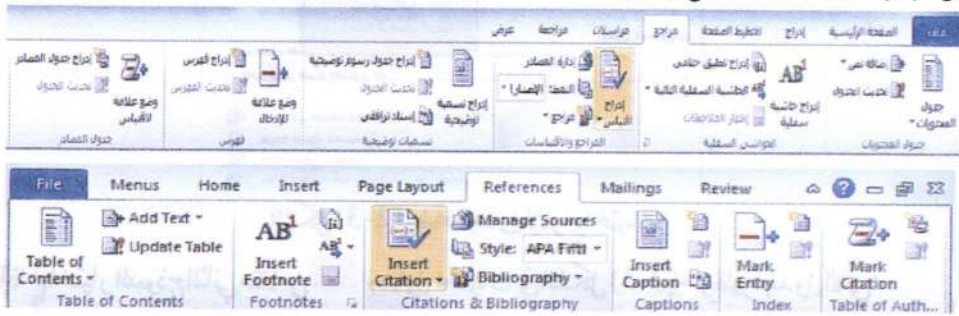 ملف الصفحة الرئيسية إدراج تخطيط الصفحة مراجع مراسلات مراجعة عرض
جدول المحتويات
إضافة نص
تحديث الجدول
جدول المحتويات
AB¹
إدراج حاشية سفلية
إدراج تعليق ختامي
الحاشية السفلية التالية
إظهار الملاحظات
الحواشي السفلية
إدراج اقتباس
إدارة المصادر
النمط:
مراجع
المراجع والاقتباسات
إدراج تسمية توضيحية
إدراج جدول رسوم توضيحية
تحديث الجدول
إسناد ترافقي
تسميات توضيحية
وضع علامة للإدخال
إدراج فهرس
تحديث الفهرس
فهرس
وضع علامة لاقتباس
إدراج جدول المصادر
تحديث الجدول
جدول المصادر
File Menus Home Insert Page Layout References Mailings Review
Table of Contents
Add Text
Update Table
Table of Contents
AB¹
Insert Footnote
AB¹
Footnotes
Insert Citation
Manage Sources
Style: APA Fifth
Bibliography
Citations & Bibliography
Insert Caption
Captions
Mark Entry
Index
Mark Citation
Table of Auth...